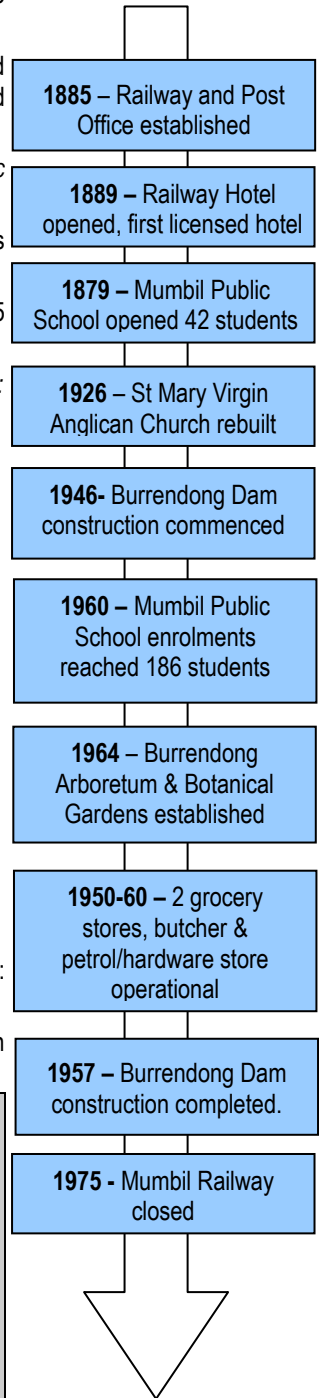 1885 – Railway and Post
Office established
1889 – Railway Hotel
opened, first licensed hotel
1879 – Mumbil Public
School opened 42 students
1926 – St Mary Virgin
Anglican Church rebuilt
1946- Burrendong Dam
construction commenced
1960 – Mumbil Public
School enrolments
reached 186 students
1964 – Burrendong
Arboretum & Botanical
Gardens established
1950-60 – 2 grocery
stores, butcher &
petrol/hardware store
operational
1957 – Burrendong Dam
construction completed.
1975 - Mumbil Railway
closed